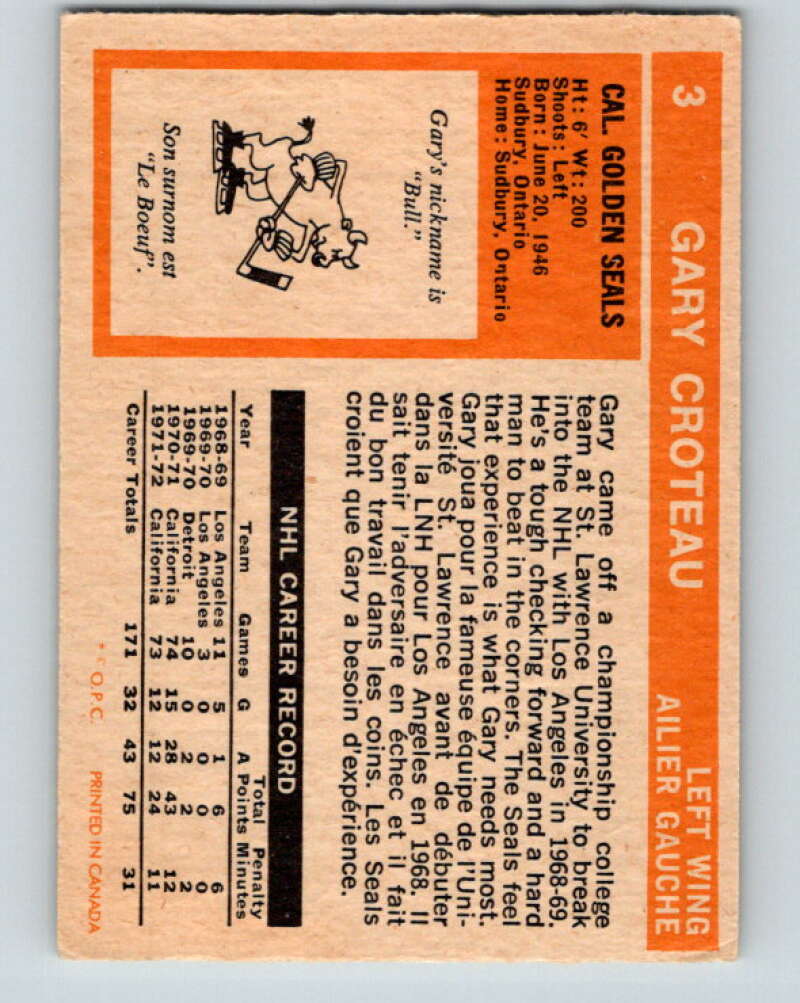 3 GARY CROTEAU LEFT WING
AILIER GAUCHE
CAL. GOLDEN SEALS
Ht: 6' Wt: 200
Shoots: Left
Born: June 20, 1946
Sudbury, Ontario
Home: Sudbury, Ontario
Gary's nickname is
"Bull."
Son surnom est
"Le Boeuf".
Gary came off a championship college
team at St. Lawrence University to break
into the NHL with Los Angeles in 1968-69.
He's a tough checking forward and a hard
man to beat in the corners. The Seals feel
that experience is what Gary needs most.
Gary joua pour la fameuse équipe de l'Uni-
versité St. Lawrence avant de débuter
dans la LNH pour Los Angeles en 1968. Il
sait tenir l'adversaire en échec et il fait
du bon travail dans les coins. Les Seals
croient que Gary a besoin d'expérience.
NHL CAREER RECORD
Total Penalty
Year Team Games G A Points Minutes
1968-69 Los Angeles 11 5 1 6 6
1969-70 Los Angeles 3 0 0 0 0
1969-70 Detroit 10 0 2 2 2
1970-71 California 74 15 28 43 12
1971-72 California 73 12 12 24 11
Career Totals 171 32 43 75 31
* © O.P.C. PRINTED IN CANADA